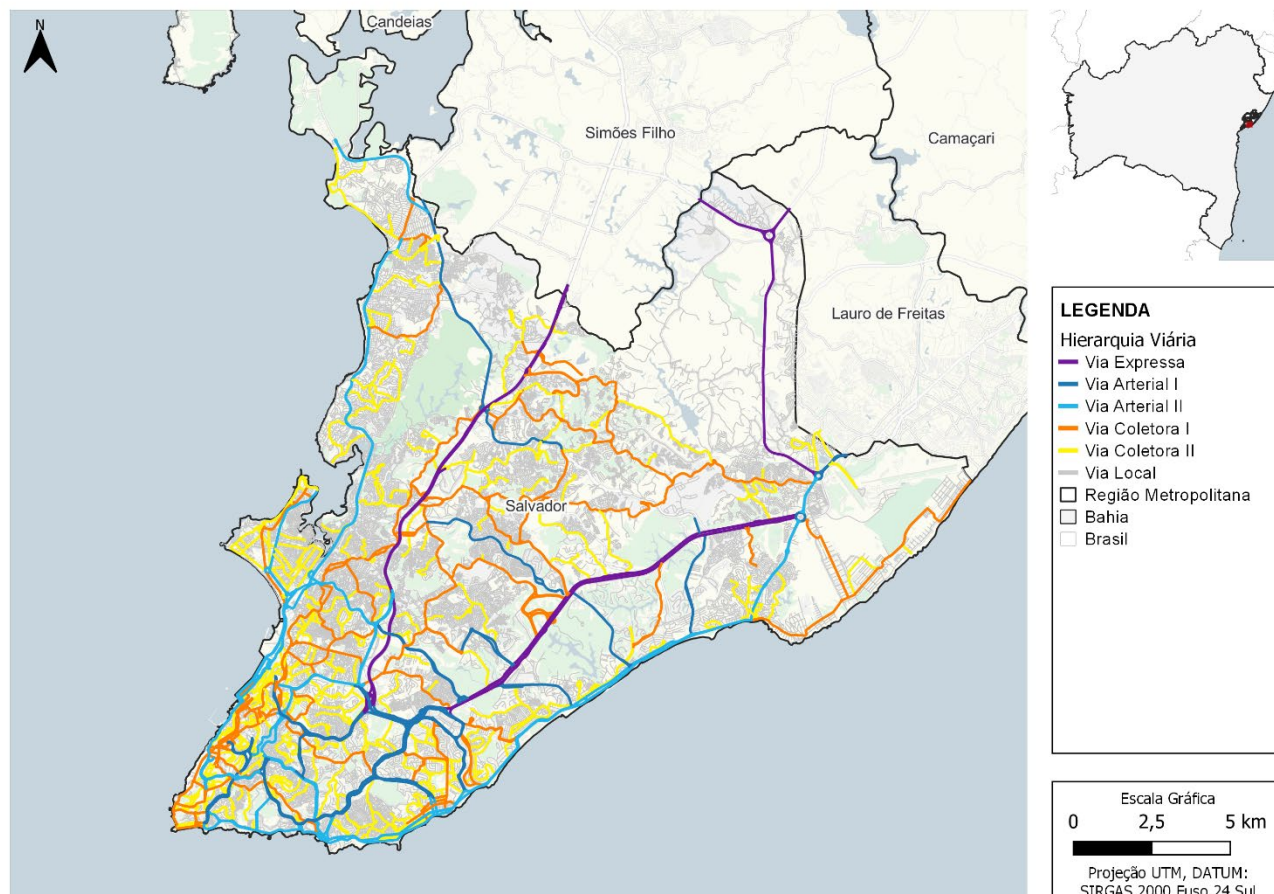 N
Candeias
Simões Filho
Camaçari
Lauro de Freitas
Salvador
LEGENDA
Hierarquia Viária
Via Expressa
Via Arterial I
Via Arterial II
Via Coletora I
Via Coletora II
Via Local
Região Metropolitana
Bahia
Brasil
Escala Gráfica
0 2,5 5 km
Projeção UTM, DATUM:
SIRGAS 2000 Fuso 24 Sul